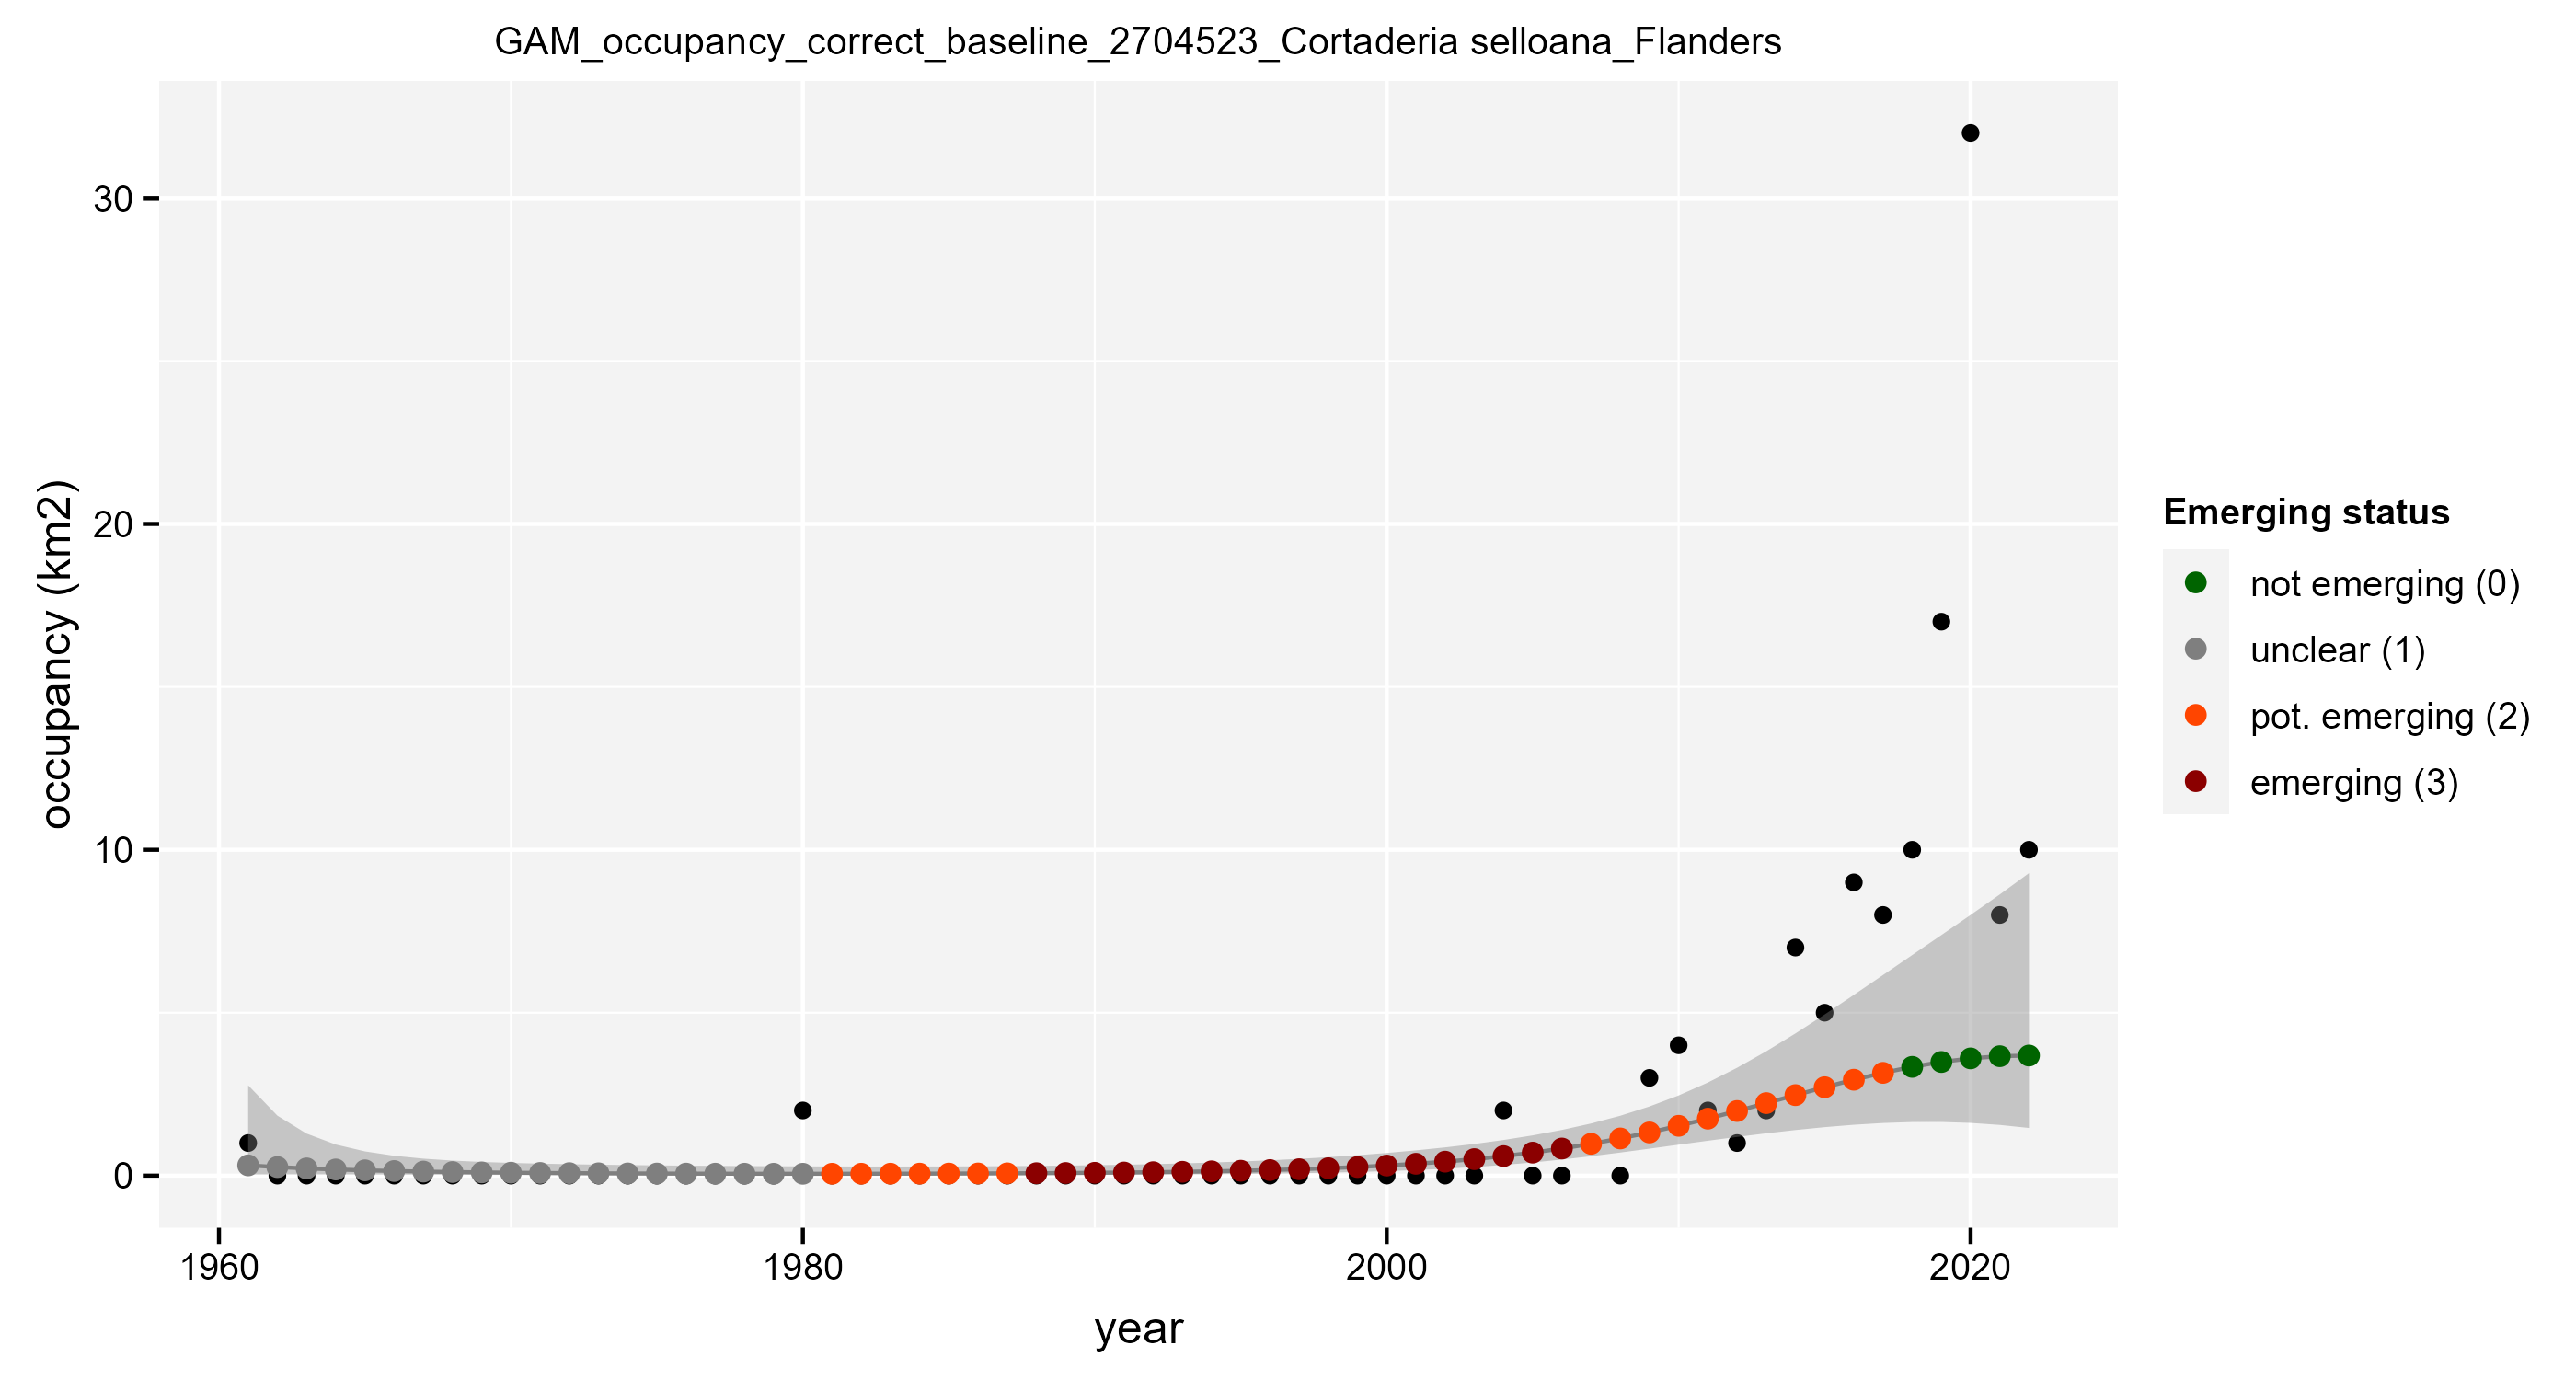 GAM_occupancy_correct_baseline_2704523_Cortaderia selloana_Flanders
occupancy (km2)
30
20
10
0
1960
1980
2000
2020
year
Emerging status
not emerging (0)
unclear (1)
pot. emerging (2)
emerging (3)